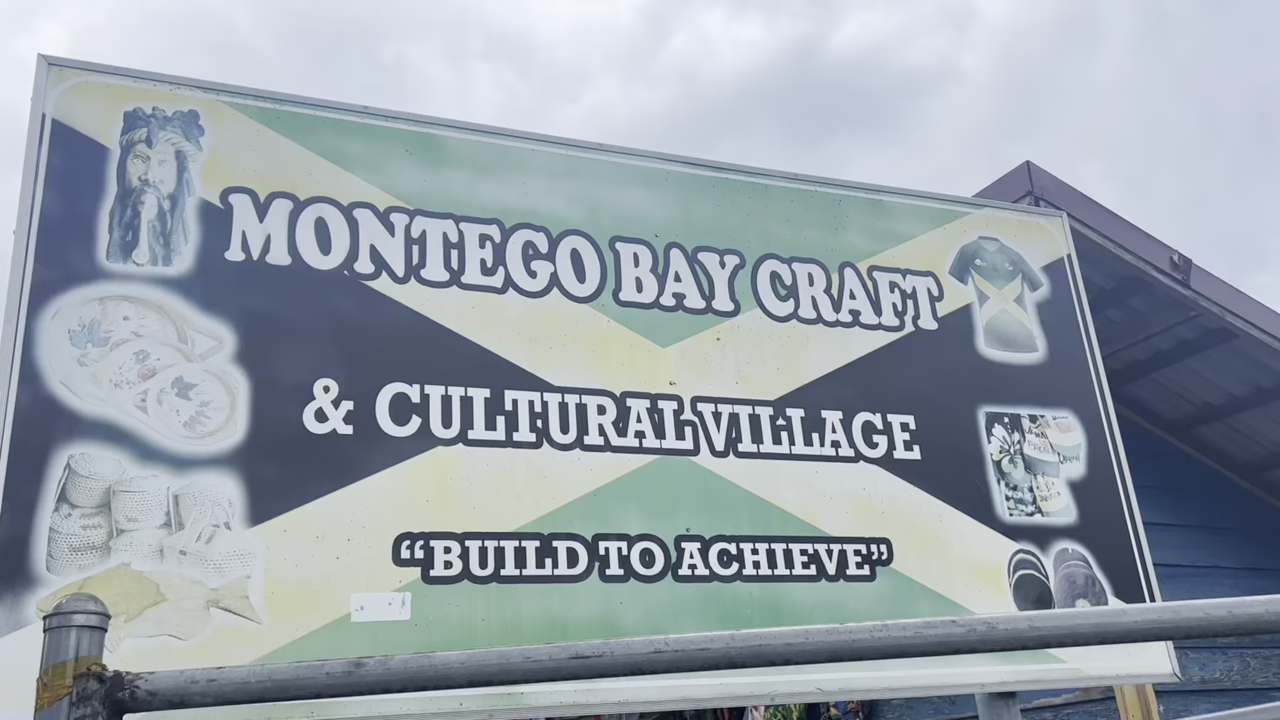 MONTEGO BAY CRAFT
& CULTURAL VILLAGE
“BUILD TO ACHIEVE”